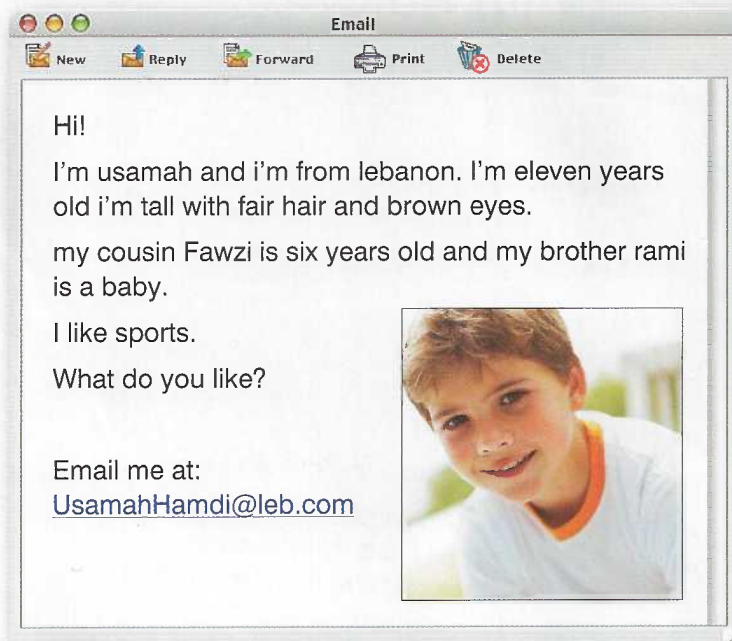 Email
New Reply Forward Print Delete
Hi!
I'm usamah and i'm from lebanon. I'm eleven years
old i'm tall with fair hair and brown eyes.
my cousin Fawzi is six years old and my brother rami
is a baby.
I like sports.
What do you like?
Email me at:
UsamahHamdi@leb.com